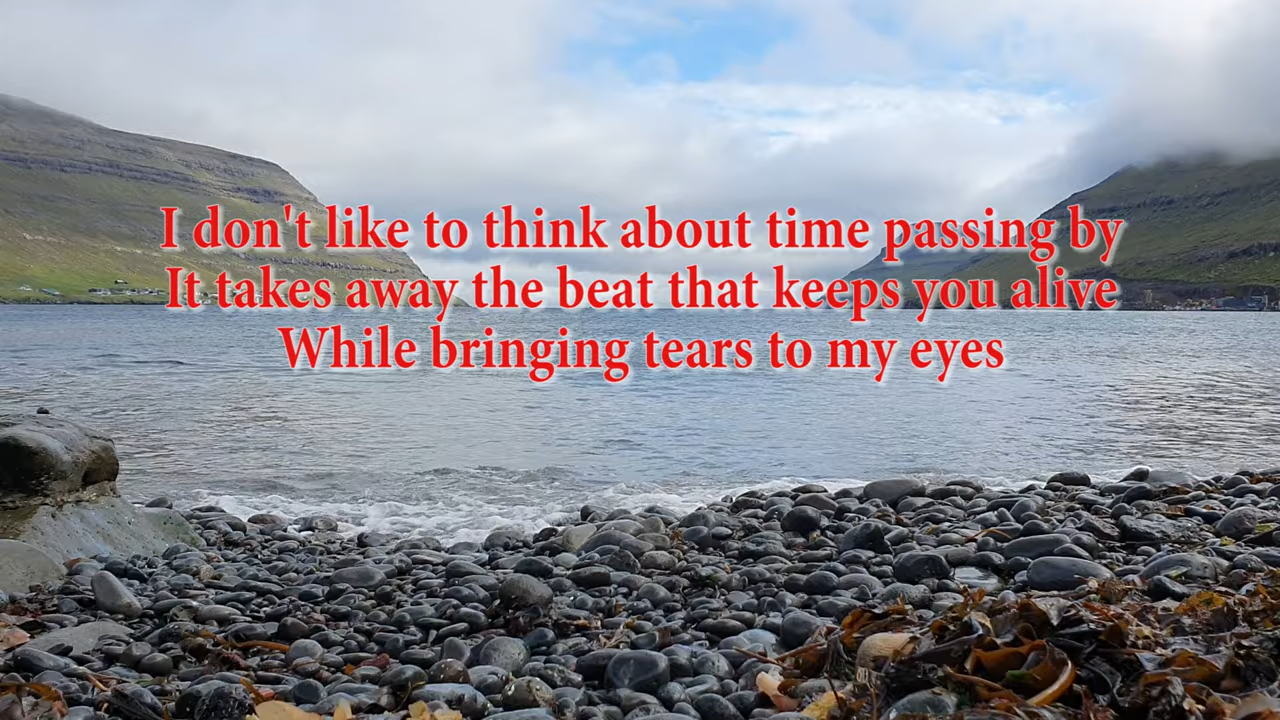 I don't like to think about time passing by
It takes away the beat that keeps you alive
While bringing tears to my eyes